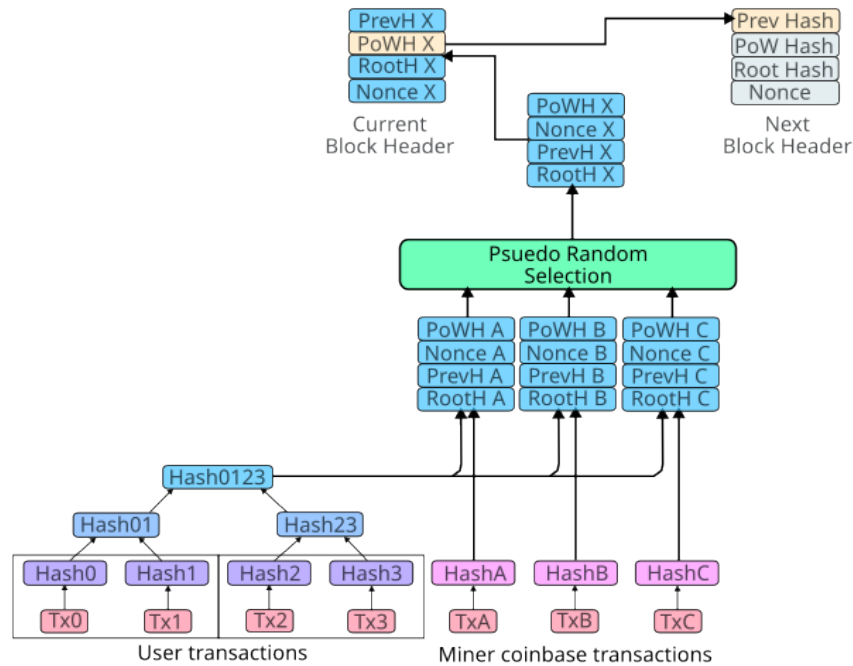 PrevH X
PoWH X
RootH X
Nonce X
Current
Block Header
Prev Hash
PoW Hash
Root Hash
Nonce
Next
Block Header
PoWH X
Nonce X
PrevH X
RootH X
Psuedo Random
Selection
PoWH A
Nonce A
PrevH A
RootH A
PoWH B
Nonce B
PrevH B
RootH B
PoWH C
Nonce C
PrevH C
RootH C
Hash0123
Hash01
Hash23
Hash0
Hash1
Hash2
Hash3
HashA
HashB
HashC
Tx0
Tx1
Tx2
Tx3
TxA
TxB
TxC
User transactions
Miner coinbase transactions